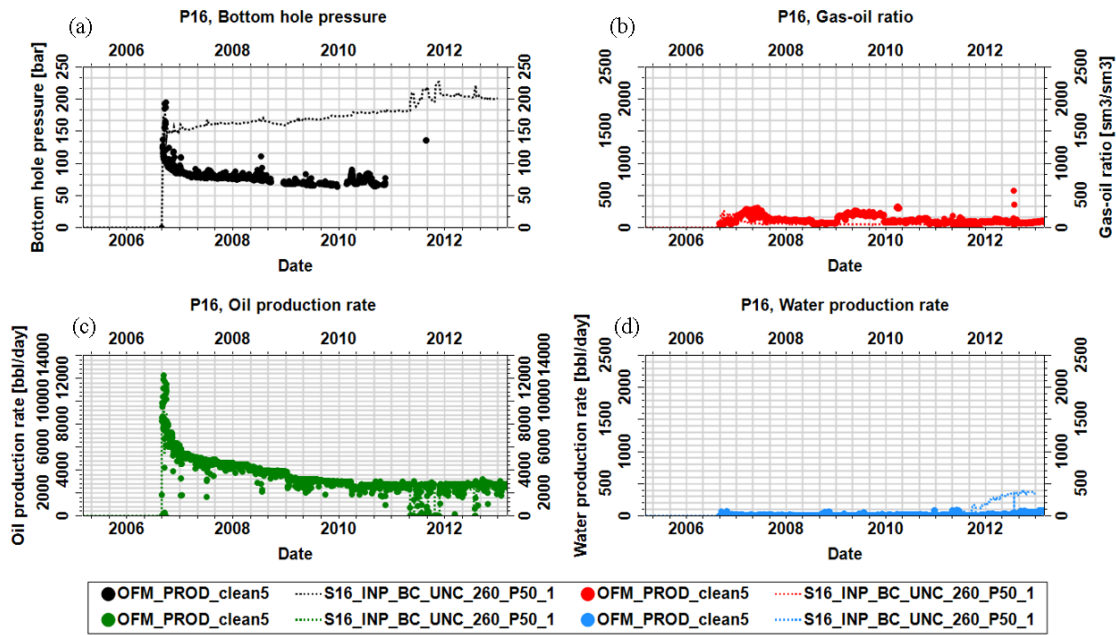 P16, Bottom hole pressure
(a)
2006 2008 2010 2012
Bottom hole pressure [bar]
250 250
200 200
150 150
100 100
50 50
0 0
2006 2008 2010 2012
Date
P16, Gas-oil ratio
(b)
2006 2008 2010 2012
2500 2500
2000 2000
1500 1500
1000 1000
500 500
0 0
Gas-oil ratio [sm3/sm3]
2006 2008 2010 2012
Date
P16, Oil production rate
(c)
2006 2008 2010 2012
Oil production rate [bbl/day]
14000 14000
12000 12000
10000 10000
8000 8000
6000 6000
4000 4000
2000 2000
0 0
2006 2008 2010 2012
Date
P16, Water production rate
(d)
2006 2008 2010 2012
Water production rate [bbl/day]
2500 2500
2000 2000
1500 1500
1000 1000
500 500
0 0
2006 2008 2010 2012
Date
OFM_PROD_clean5 S16_INP_BC_UNC_260_P50_1 OFM_PROD_clean5 S16_INP_BC_UNC_260_P50_1
OFM_PROD_clean5 S16_INP_BC_UNC_260_P50_1 OFM_PROD_clean5 S16_INP_BC_UNC_260_P50_1